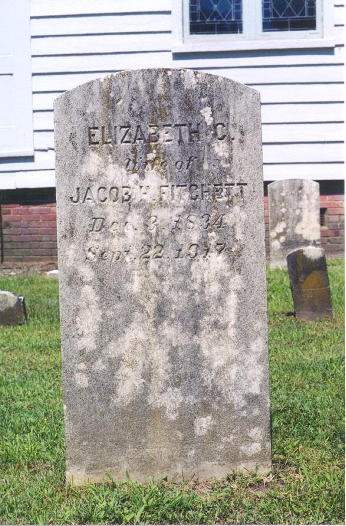 ELIZABETH C.
Wife of
JACOB H. FITCHETT
Dec. 3, 1834
Sept. 22, 1917